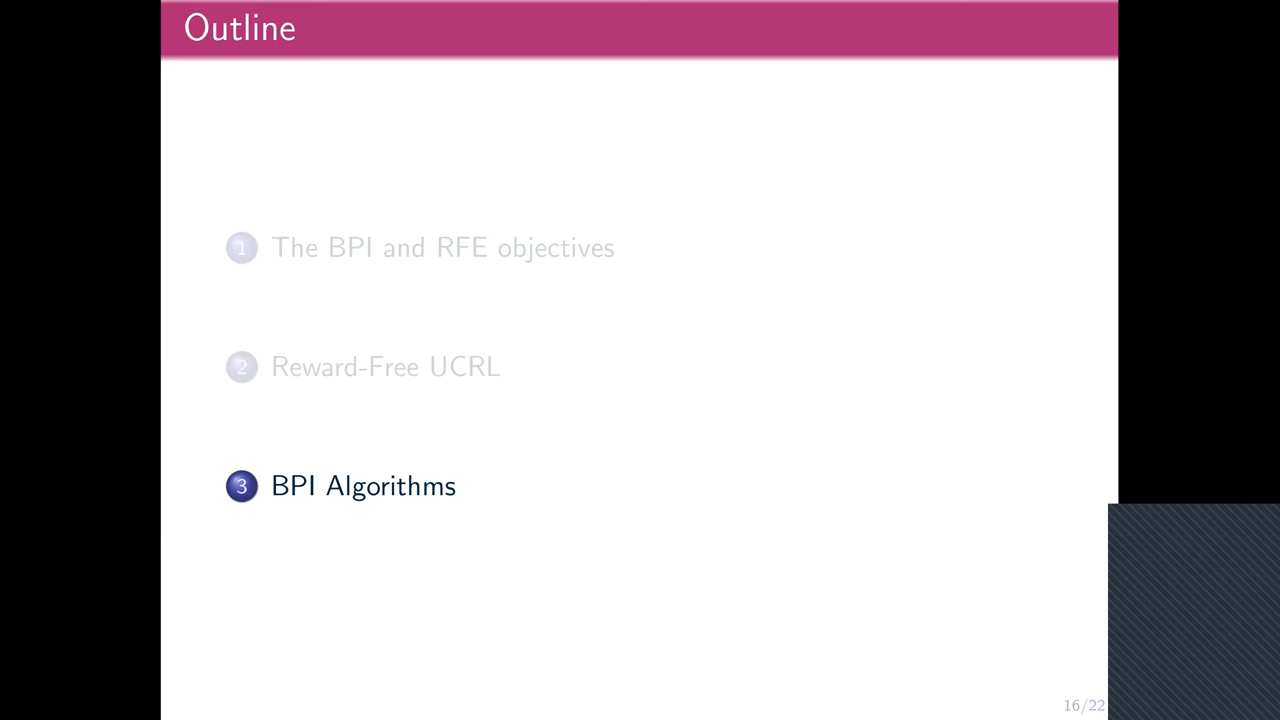 Outline
1 The BPI and RFE objectives
2 Reward-Free UCRL
3 BPI Algorithms
16/22